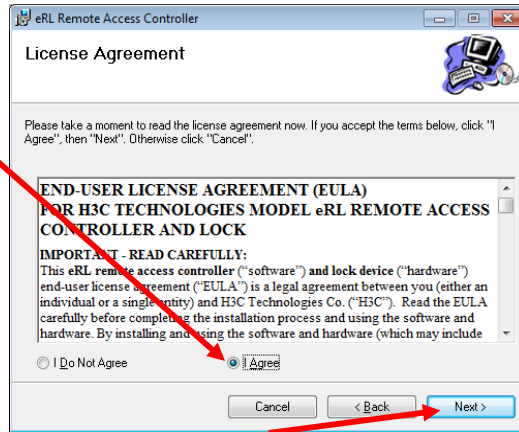 eRL Remote Access Controller
License Agreement
Please take a moment to read the license agreement now. If you accept the terms below, click "I
Agree", then "Next". Otherwise click "Cancel".
END-USER LICENSE AGREEMENT (EULA)
FOR H3C TECHNOLOGIES MODEL eRL REMOTE ACCESS
CONTROLLER AND LOCK
IMPORTANT - READ CAREFULLY:
This eRL remote access controller (“software”) and lock device (“hardware”)
end-user license agreement (“EULA”) is a legal agreement between you (either an
individual or a single entity) and H3C Technologies Co. (“H3C”). Read the EULA
carefully before completing the installation process and using the software and
hardware. By installing and using the software and hardware (which may include
I Do Not Agree
I Agree
Cancel
< Back
Next >